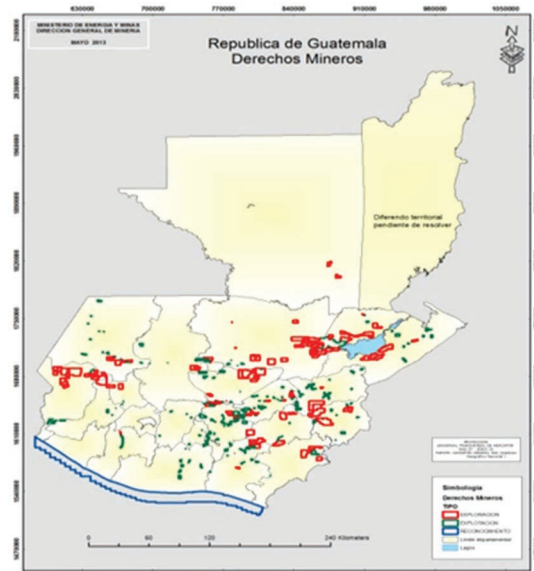 630000 700000 770000 840000 910000 980000 1050000
MINISTERIO DE ENERGIA Y MINAS
DIRECCION GENERAL DE MINERIA
MAYO 2013
Republica de Guatemala
Derechos Mineros
N
Diferendo territorial
pendiente de resolver
Simbología
Derechos Mineros
TIPO
EXPLORACION
EXPLOTACION
RECONOCIMIENTO
Limite departamental
Lagos
0 60 120 240 Kilometers